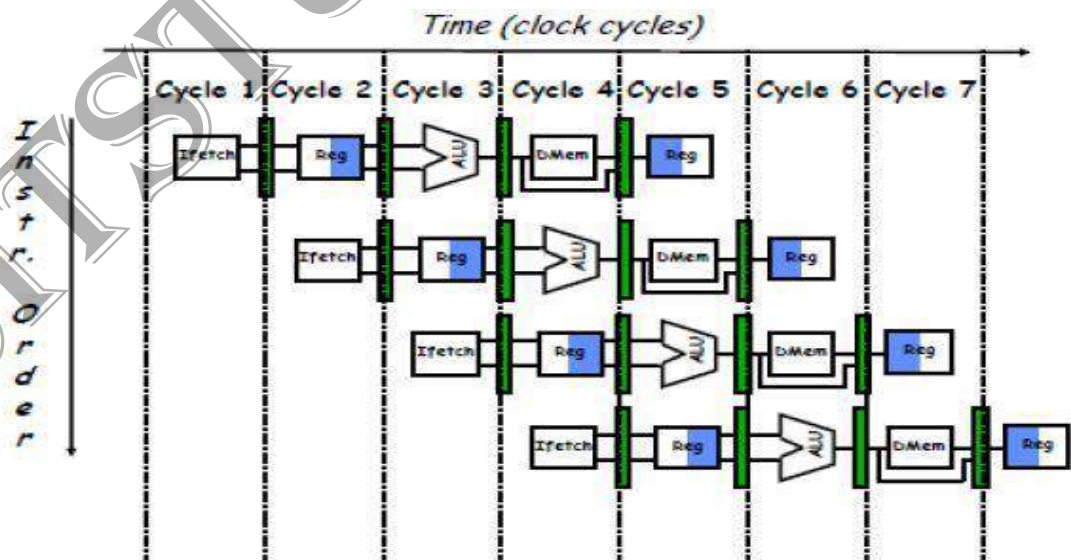 Time (clock cycles)
Cycle 1 Cycle 2 Cycle 3 Cycle 4 Cycle 5 Cycle 6 Cycle 7
Instr. Order
Ifetch Reg ALU DMem Reg
Ifetch Reg ALU DMem Reg
Ifetch Reg ALU DMem Reg
Ifetch Reg ALU DMem Reg